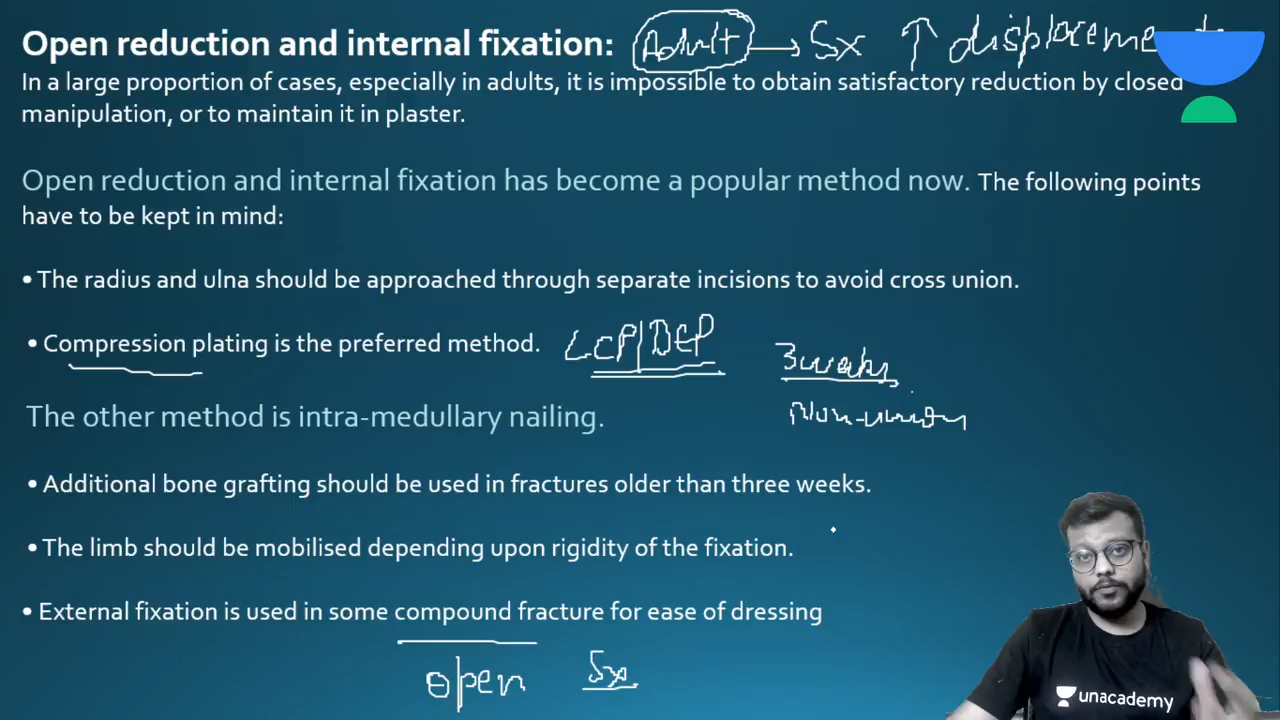 Open reduction and internal fixation: Adult → Sx ↑ displacement
In a large proportion of cases, especially in adults, it is impossible to obtain satisfactory reduction by closed
manipulation, or to maintain it in plaster.
Open reduction and internal fixation has become a popular method now. The following points
have to be kept in mind:
• The radius and ulna should be approached through separate incisions to avoid cross union.
• Compression plating is the preferred method. LCP/DCP
3 weeks
The other method is intra-medullary nailing.
Non-union
• Additional bone grafting should be used in fractures older than three weeks.
• The limb should be mobilised depending upon rigidity of the fixation.
• External fixation is used in some compound fracture for ease of dressing
open Sx
unacademy